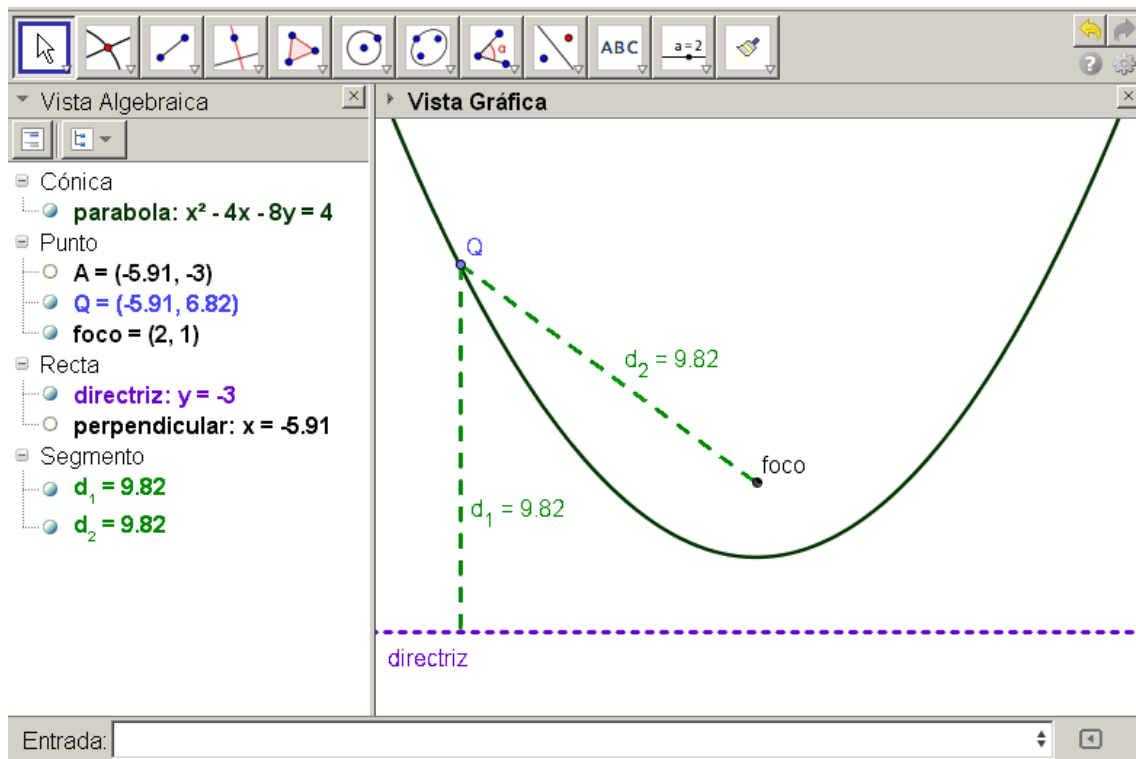 ABC
a=2
α
Vista Algebraica
Vista Gráfica
Cónica
parabola: x² - 4x - 8y = 4
Punto
A = (-5.91, -3)
Q = (-5.91, 6.82)
foco = (2, 1)
Recta
directriz: y = -3
perpendicular: x = -5.91
Segmento
d₁ = 9.82
d₂ = 9.82
Q
d₂ = 9.82
foco
d₁ = 9.82
directriz
Entrada: